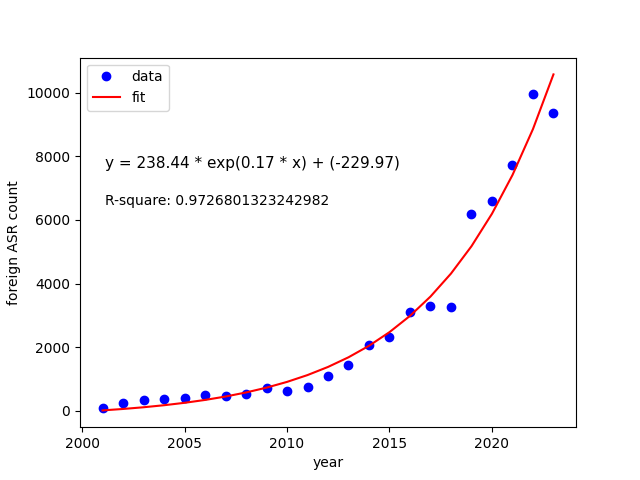 data
fit
y = 238.44 * exp(0.17 * x) + (-229.97)
R-square: 0.9726801323242982
foreign ASR count
10000
8000
6000
4000
2000
0
2000 2005 2010 2015 2020
year